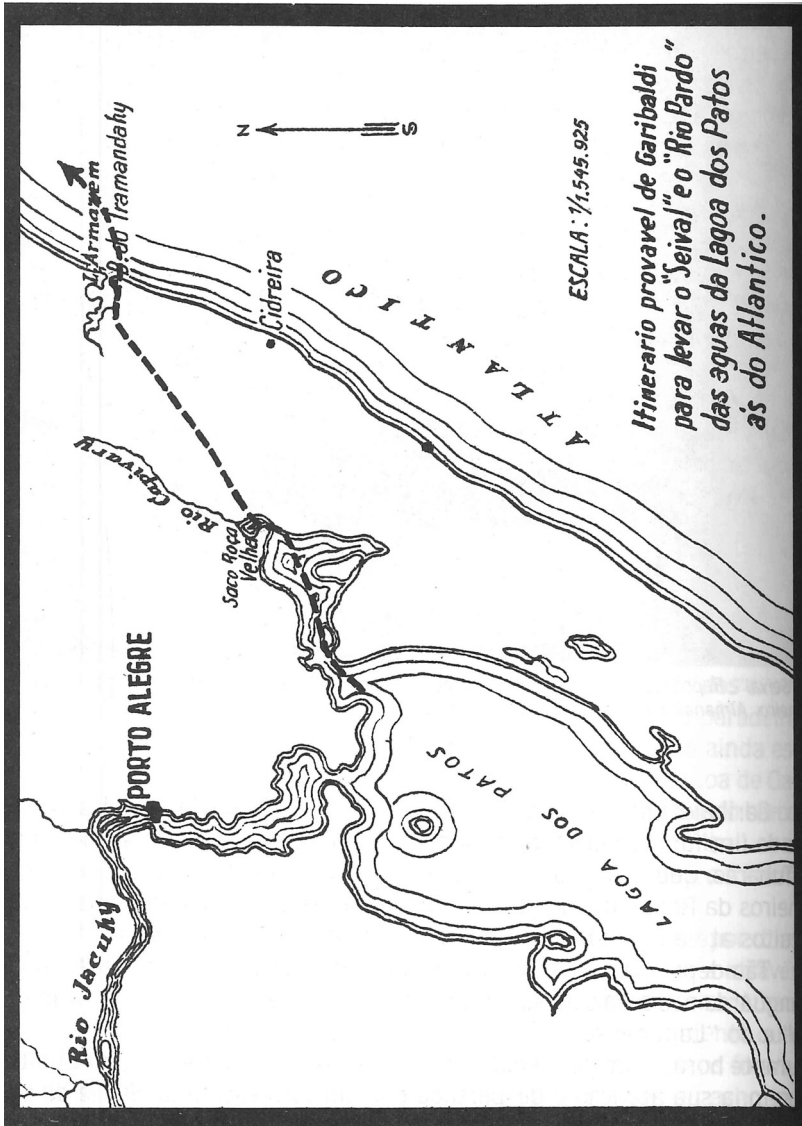 Itinerario provavel de Garibaldi
para levar o "Seival" e o "Rio Pardo"
das aguas da Lagoa dos Patos
às do Atlantico.
ESCALA: 1/1.545.925
N
S
ATLANTICO
Armazem
B. do Tramandahy
Cidreira
Rio Capivary
Saco Roça
Velha
PORTO ALEGRE
Rio Jacuhy
LAGOA DOS PATOS